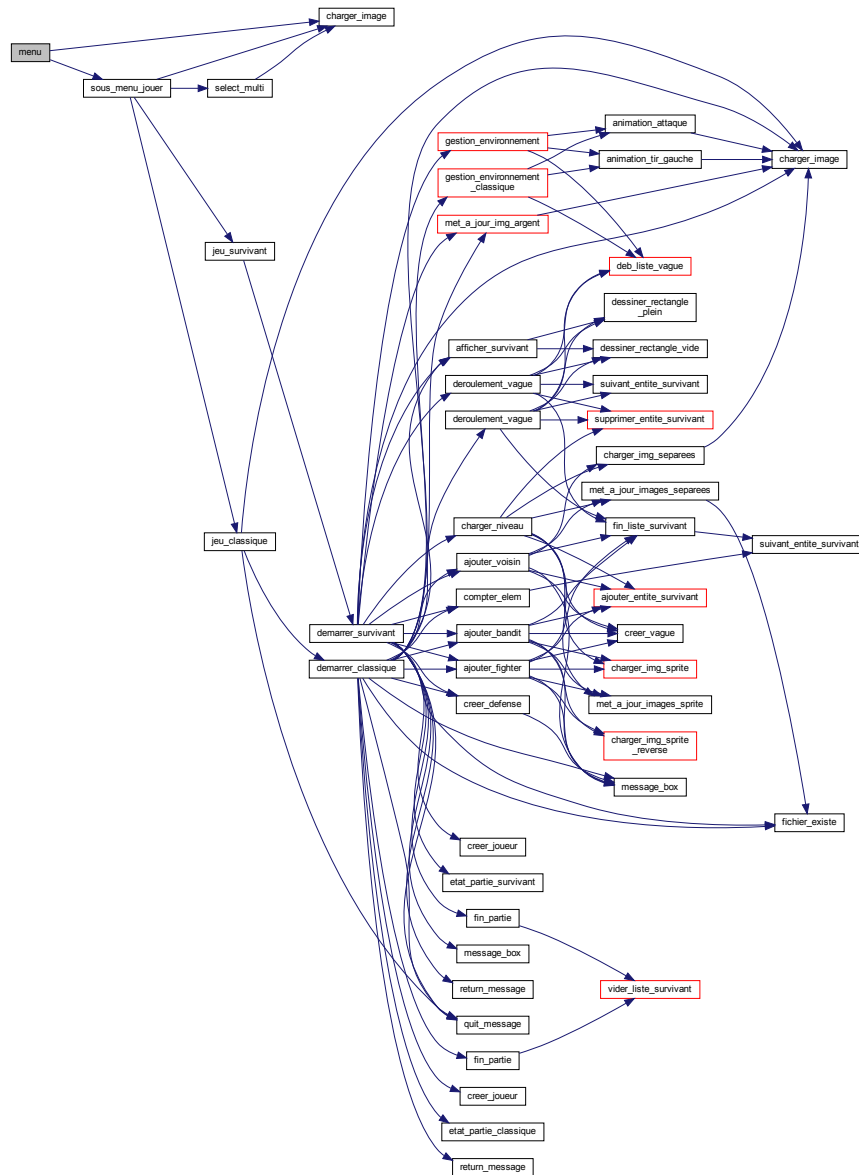 charger_image
menu
sous_menu_jouer
select_multi
animation_attaque
gestion_environnement
animation_tir_gauche
charger_image
gestion_environnement
_classique
met_a_jour_img_argent
jeu_survivant
deb_liste_vague
dessiner_rectangle
_plein
afficher_survivant
dessiner_rectangle_vide
deroulement_vague
suivant_entite_survivant
deroulement_vague
supprimer_entite_survivant
charger_img_separees
met_a_jour_images_separees
charger_niveau
fin_liste_survivant
jeu_classique
suivant_entite_survivant
ajouter_voisin
compter_elem
ajouter_entite_survivant
demarrer_survivant
ajouter_bandit
creer_vague
demarrer_classique
ajouter_fighter
charger_img_sprite
creer_defense
met_a_jour_images_sprite
charger_img_sprite
_reverse
message_box
fichier_existe
creer_joueur
etat_partie_survivant
fin_partie
message_box
return_message
vider_liste_survivant
quit_message
fin_partie
creer_joueur
etat_partie_classique
return_message